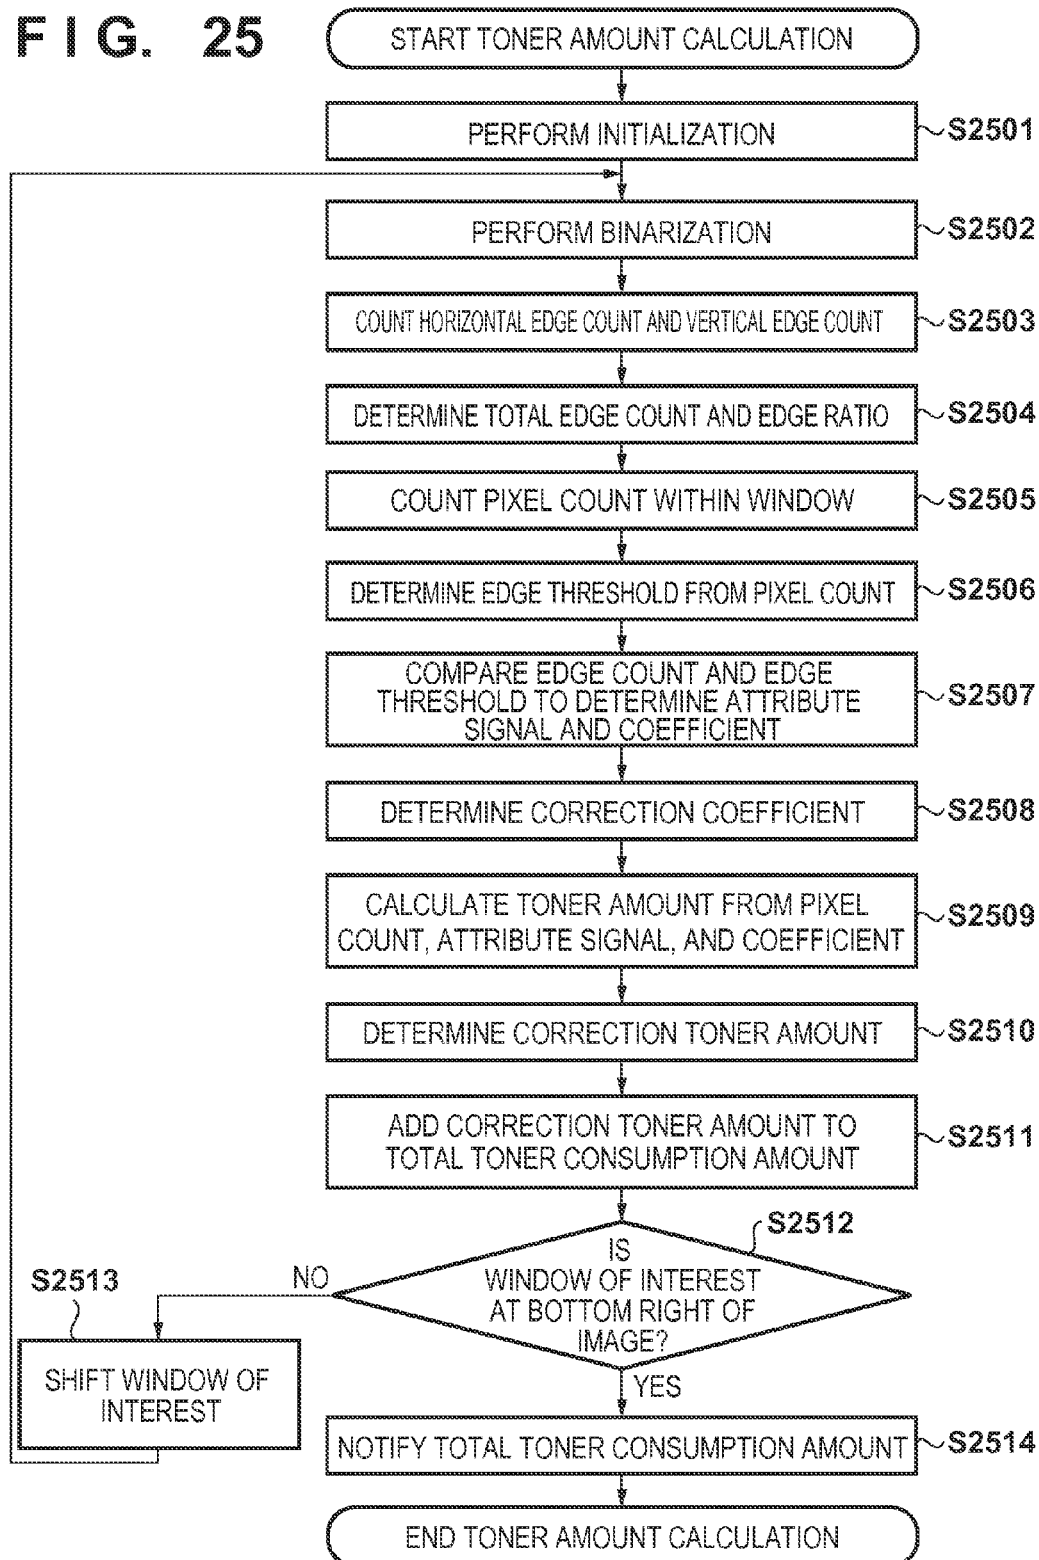 FIG. 25
START TONER AMOUNT CALCULATION
PERFORM INITIALIZATION
S2501
PERFORM BINARIZATION
S2502
COUNT HORIZONTAL EDGE COUNT AND VERTICAL EDGE COUNT
S2503
DETERMINE TOTAL EDGE COUNT AND EDGE RATIO
S2504
COUNT PIXEL COUNT WITHIN WINDOW
S2505
DETERMINE EDGE THRESHOLD FROM PIXEL COUNT
S2506
COMPARE EDGE COUNT AND EDGE
THRESHOLD TO DETERMINE ATTRIBUTE
SIGNAL AND COEFFICIENT
S2507
DETERMINE CORRECTION COEFFICIENT
S2508
CALCULATE TONER AMOUNT FROM PIXEL
COUNT, ATTRIBUTE SIGNAL, AND COEFFICIENT
S2509
DETERMINE CORRECTION TONER AMOUNT
S2510
ADD CORRECTION TONER AMOUNT TO
TOTAL TONER CONSUMPTION AMOUNT
S2511
S2512
IS
WINDOW OF INTEREST
AT BOTTOM RIGHT OF
IMAGE?
NO
S2513
SHIFT WINDOW OF
INTEREST
YES
NOTIFY TOTAL TONER CONSUMPTION AMOUNT
S2514
END TONER AMOUNT CALCULATION